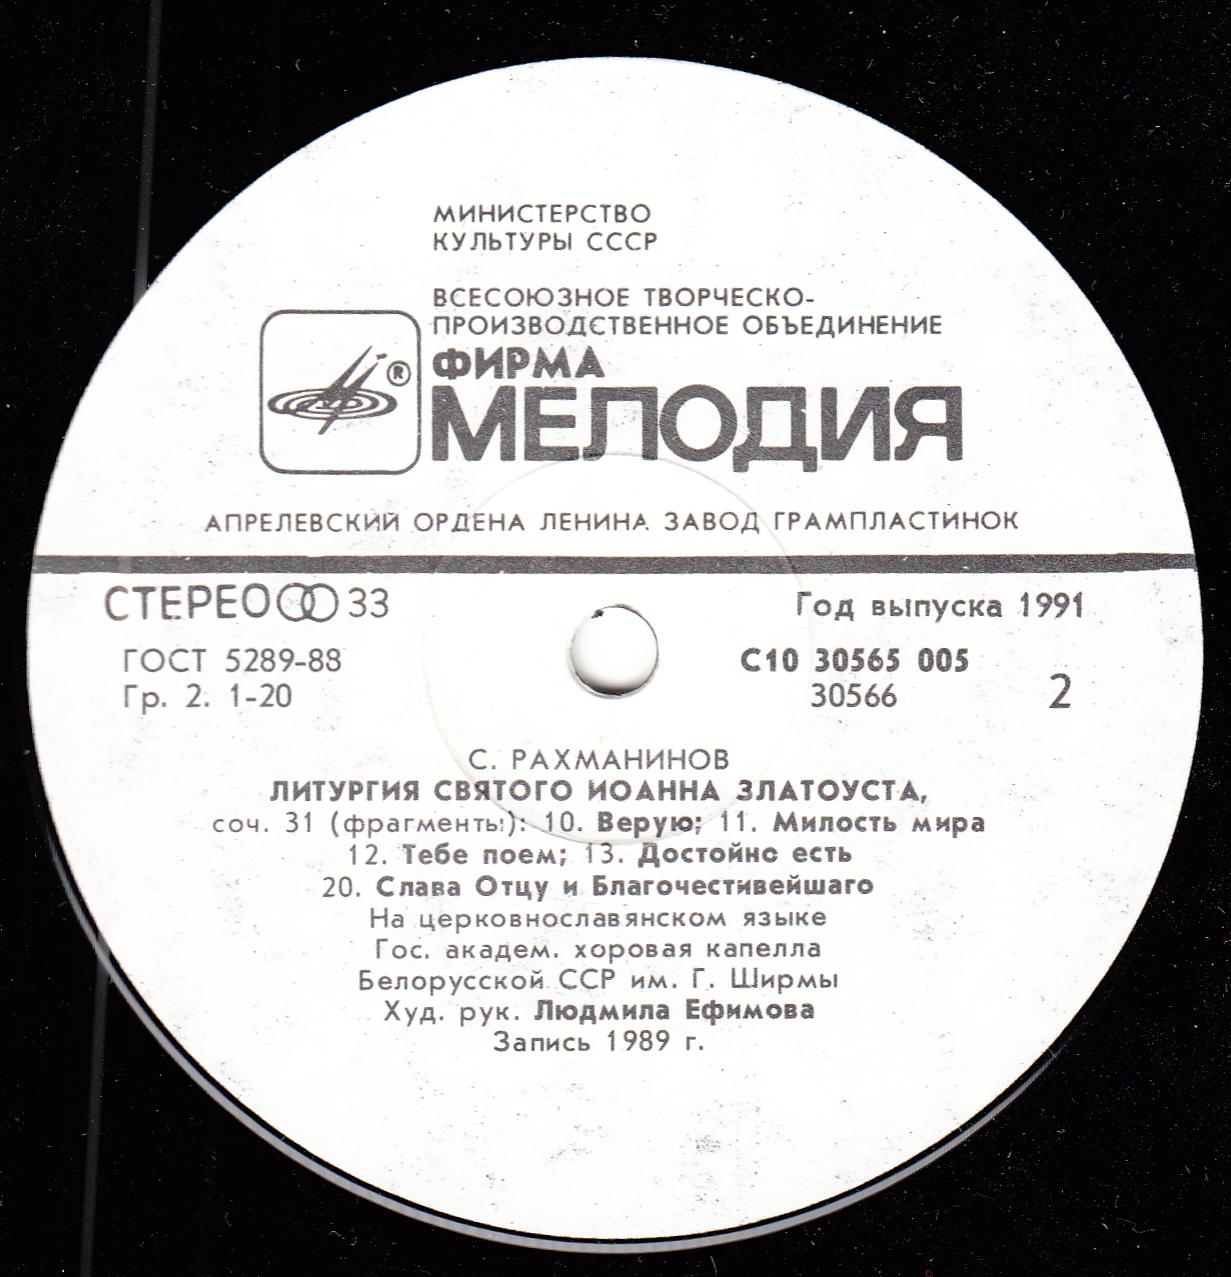 МИНИСТЕРСТВО
КУЛЬТУРЫ СССР
ВСЕСОЮЗНОЕ ТВОРЧЕСКО-
ПРОИЗВОДСТВЕННОЕ ОБЪЕДИНЕНИЕ
ФИРМА
® МЕЛОДИЯ
АПРЕЛЕВСКИЙ ОРДЕНА ЛЕНИНА ЗАВОД ГРАМПЛАСТИНОК
СТЕРЕО 33 Год выпуска 1991
ГОСТ 5289-88 С10 30565 005
Гр. 2. 1-20 30566 2
С. РАХМАНИНОВ
ЛИТУРГИЯ СВЯТОГО ИОАННА ЗЛАТОУСТА,
соч. 31 (фрагменты): 10. Верую; 11. Милость мира
12. Тебе поем; 13. Достойно есть
20. Слава Отцу и Благочестивейшаго
На церковнославянском языке
Гос. академ. хоровая капелла
Белорусской ССР им. Г. Ширмы
Худ. рук. Людмила Ефимова
Запись 1989 г.